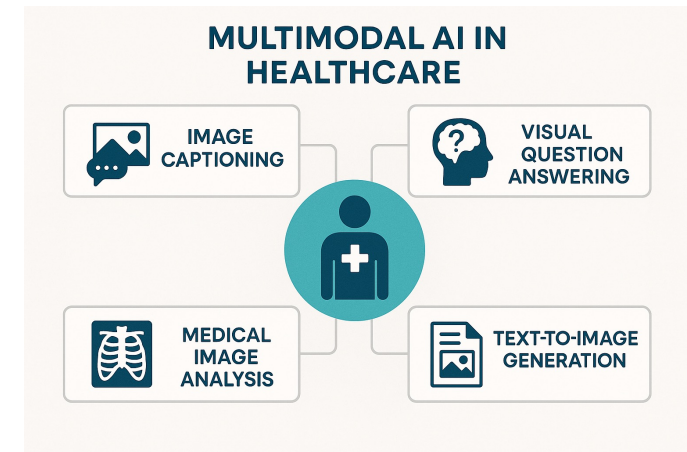 MULTIMODAL AI IN
HEALTHCARE
IMAGE
CAPTIONING
VISUAL
QUESTION
ANSWERING
MEDICAL
IMAGE
ANALYSIS
TEXT-TO-IMAGE
GENERATION